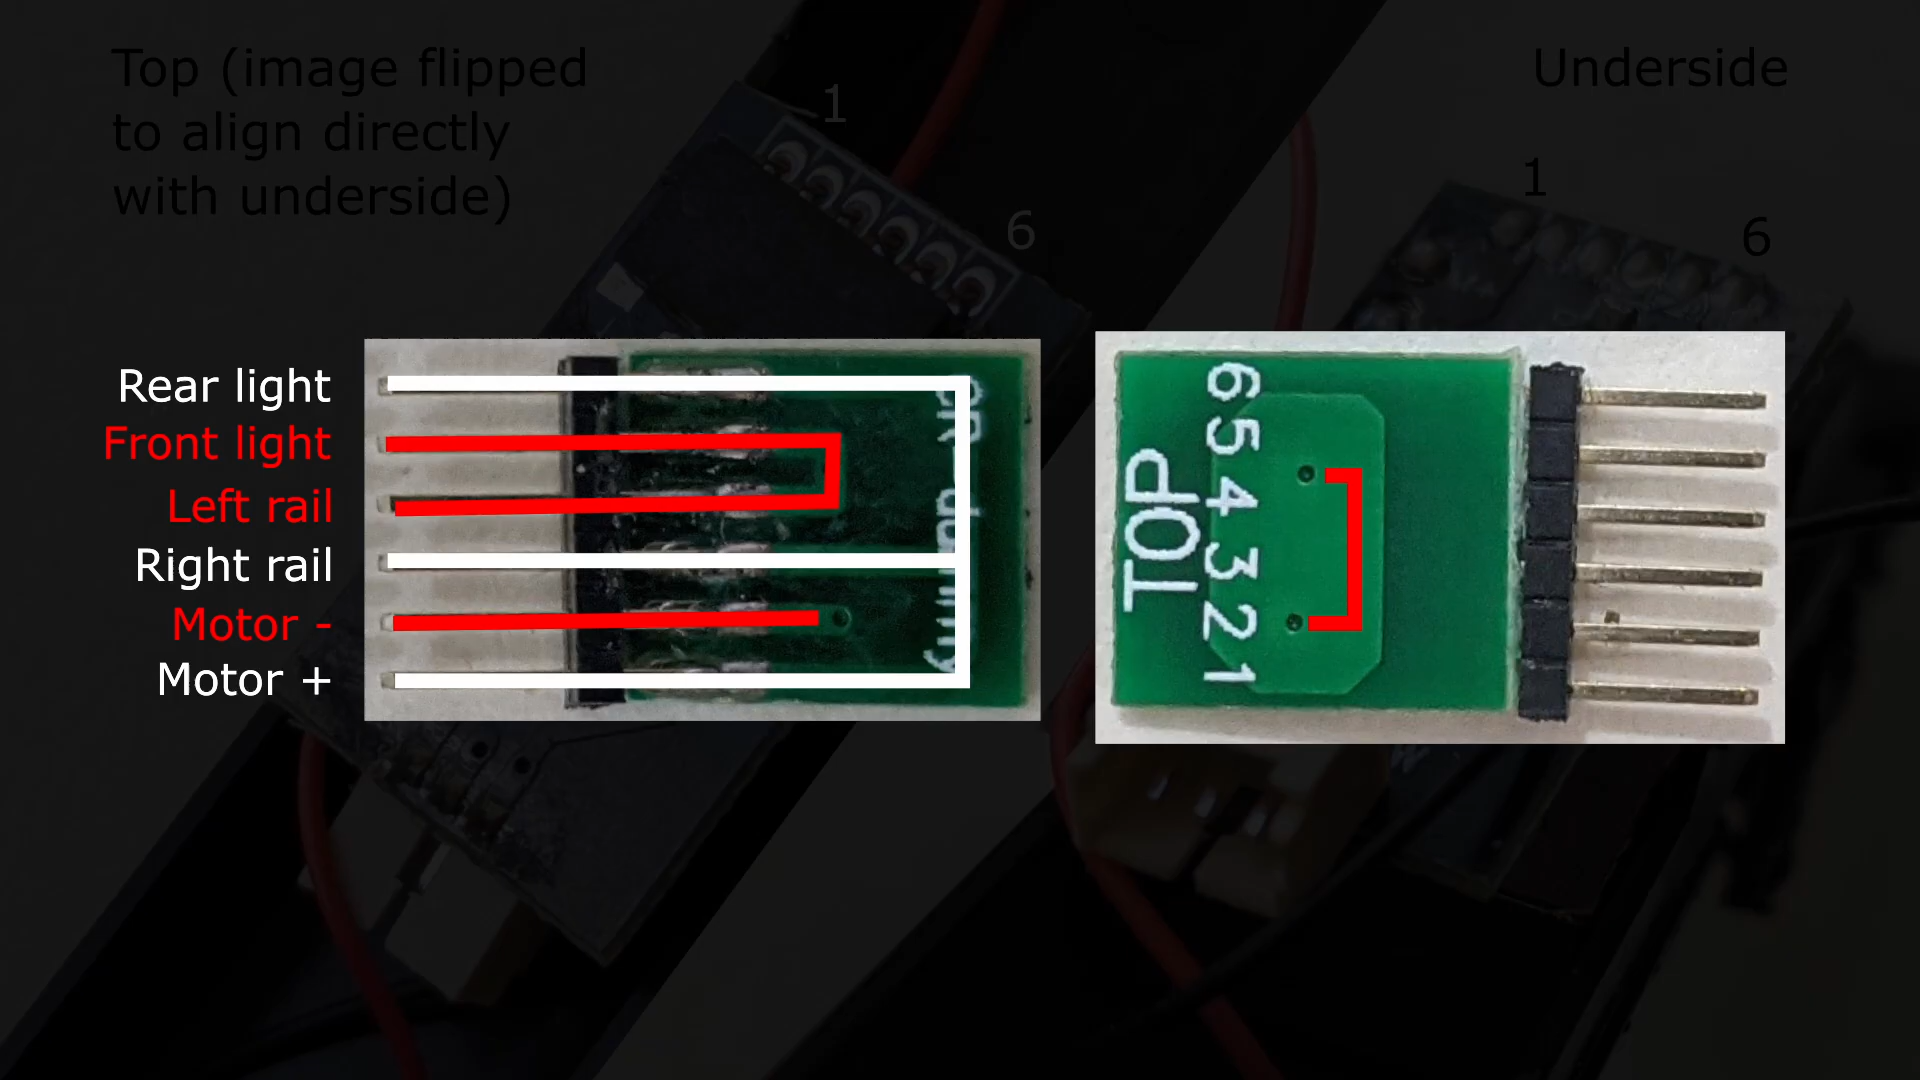 Top (image flipped
to align directly
with underside)
Underside
1
6
1
6
Rear light
Front light
Left rail
Right rail
Motor -
Motor +
6 5 4 3 2 1
TOP